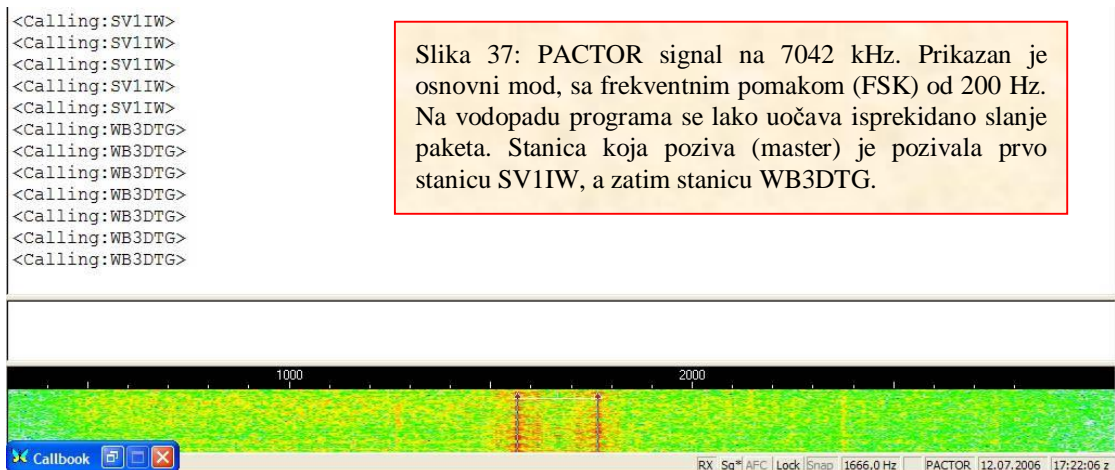 <Calling:SV1IW>
<Calling:SV1IW>
<Calling:SV1IW>
<Calling:SV1IW>
<Calling:SV1IW>
<Calling:WB3DTG>
<Calling:WB3DTG>
<Calling:WB3DTG>
<Calling:WB3DTG>
<Calling:WB3DTG>
<Calling:WB3DTG>
<Calling:WB3DTG>
Slika 37: PACTOR signal na 7042 kHz. Prikazan je
osnovni mod, sa frekventnim pomakom (FSK) od 200 Hz.
Na vodopadu programa se lako uočava isprekidano slanje
paketa. Stanica koja poziva (master) je pozivala prvo
stanicu SV1IW, a zatim stanicu WB3DTG.
1000 2000
Callbook
RX Sq* AFC Lock Snap 1666,0 Hz PACTOR 12.07.2006 17:22:06 z